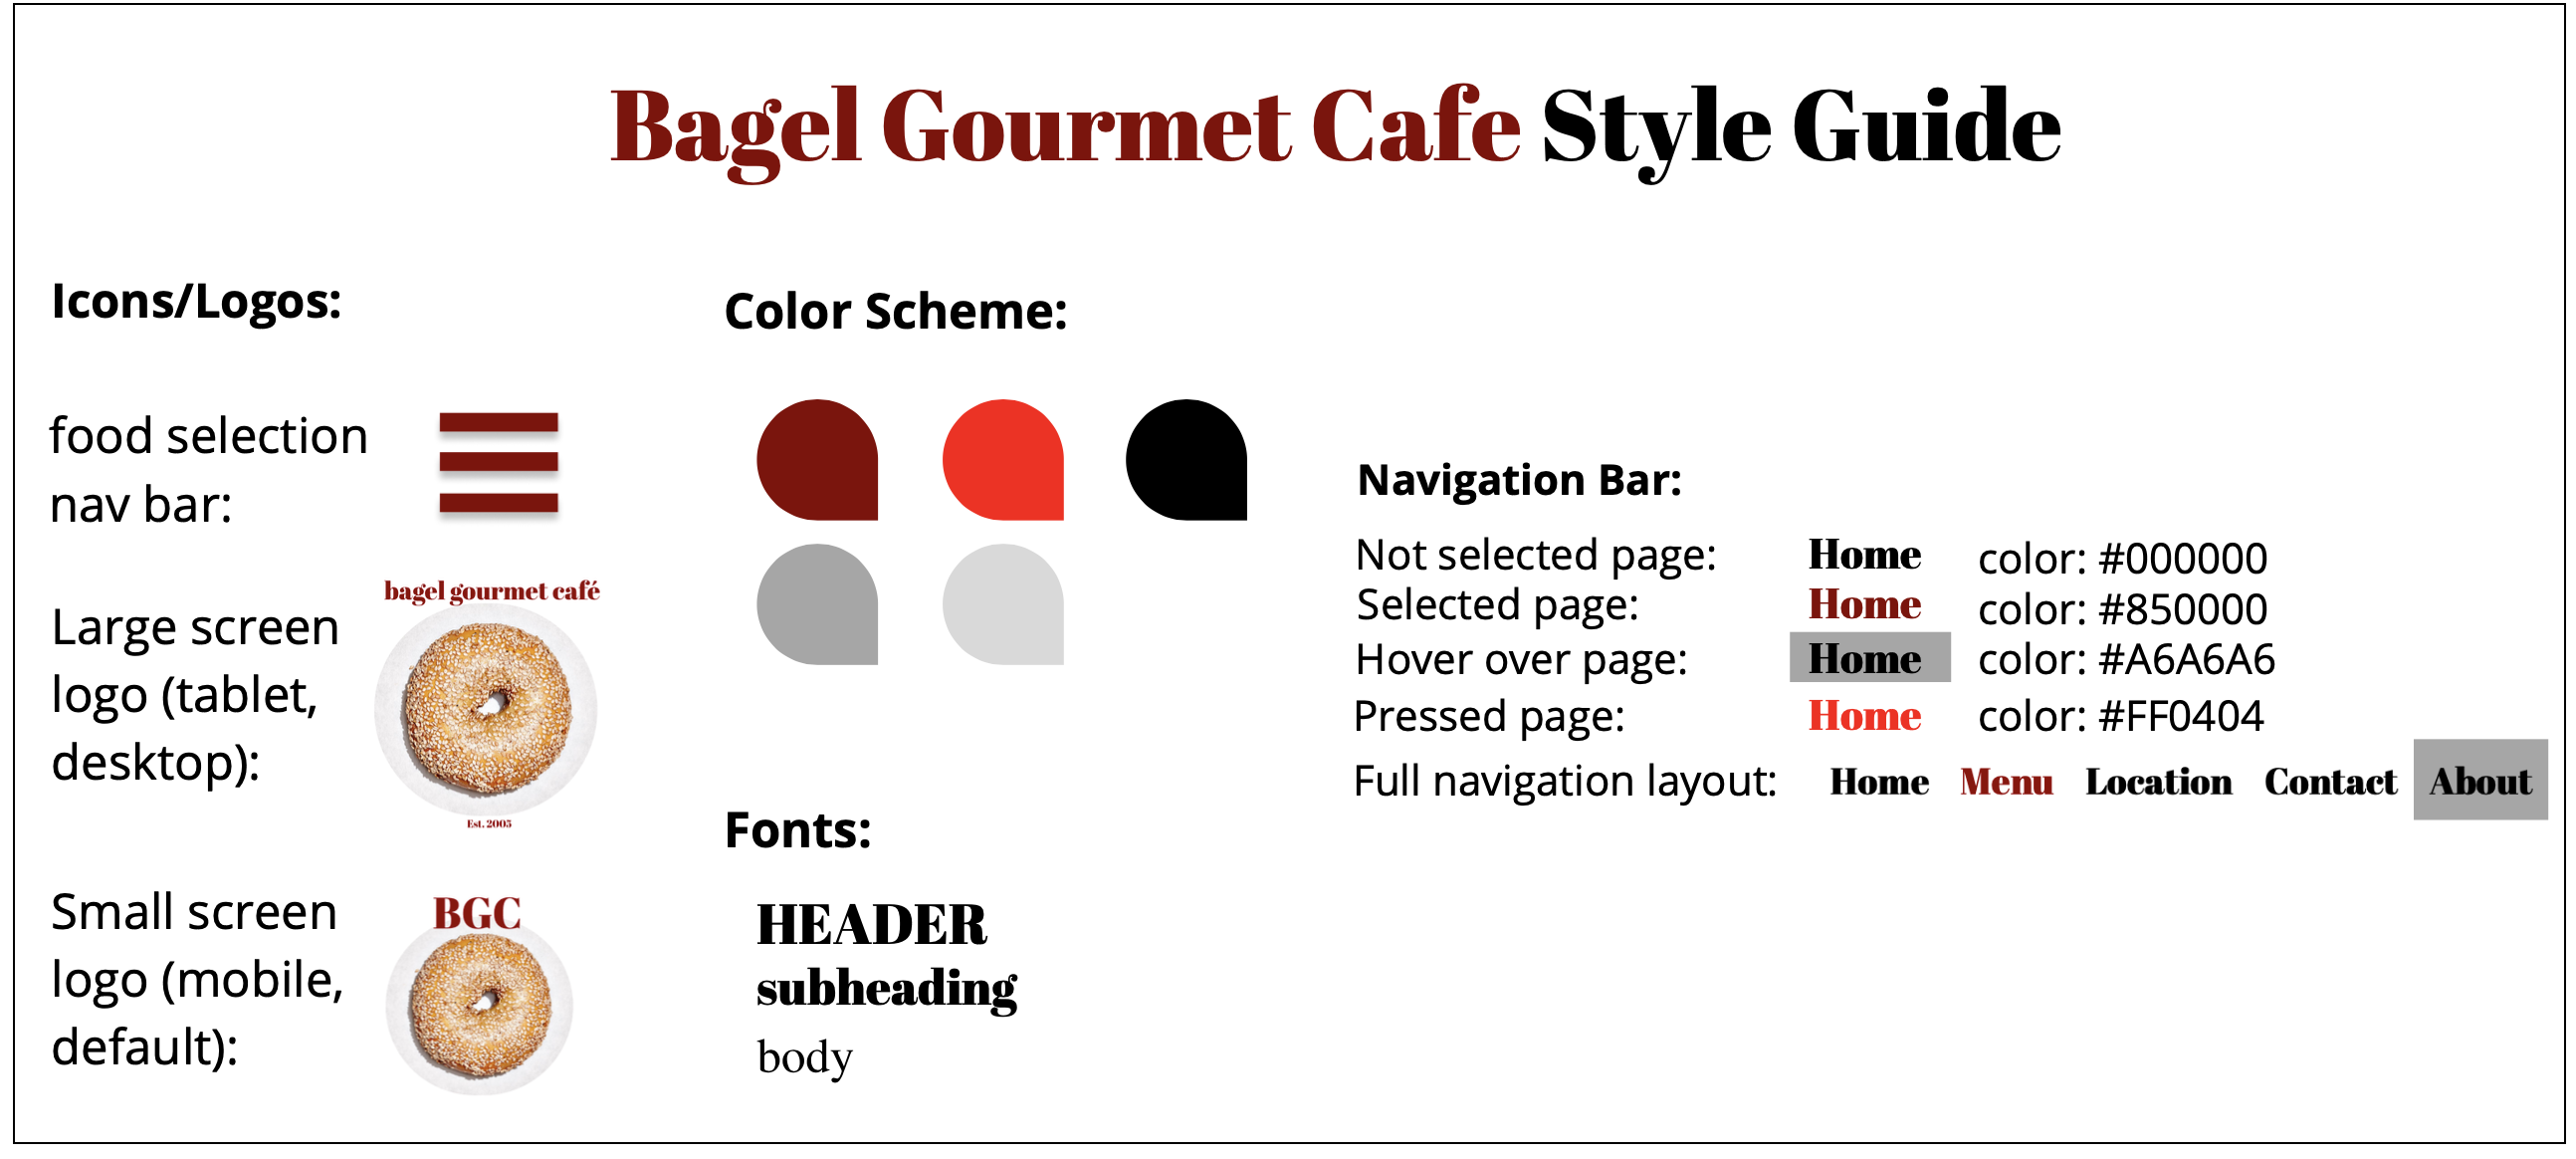 Bagel Gourmet Cafe Style Guide
Icons/Logos:
food selection
nav bar:
bagel gourmet café
Large screen
logo (tablet,
desktop):
Est. 2005
Small screen
logo (mobile,
default):
BGC
Color Scheme:
Fonts:
HEADER
subheading
body
Navigation Bar:
Not selected page: Home color: #000000
Selected page: Home color: #850000
Hover over page: Home color: #A6A6A6
Pressed page: Home color: #FF0404
Full navigation layout: Home Menu Location Contact About